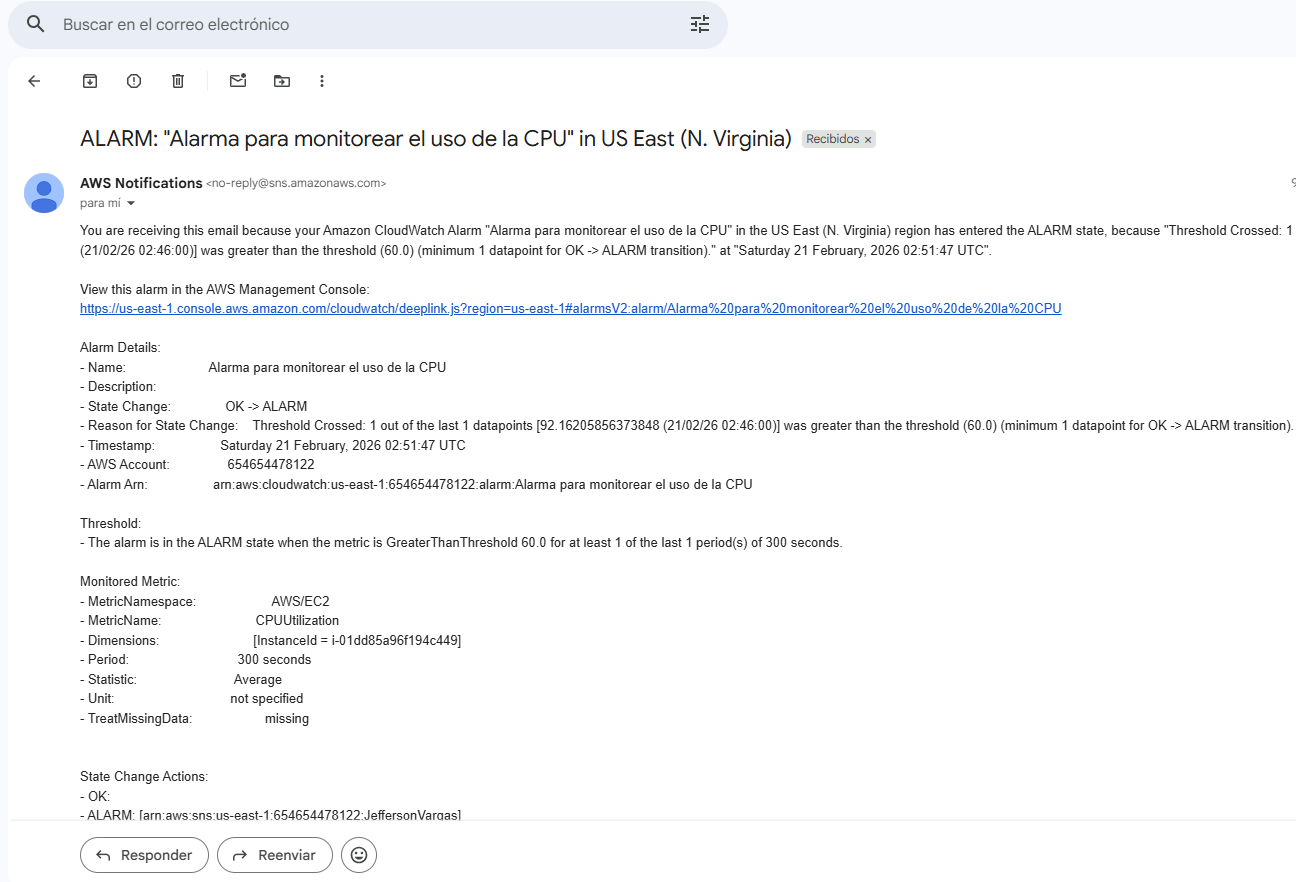 Buscar en el correo electrónico
ALARM: "Alarma para monitorear el uso de la CPU" in US East (N. Virginia) Recibidos ×
AWS Notifications <no-reply@sns.amazonaws.com>
para mí
You are receiving this email because your Amazon CloudWatch Alarm "Alarma para monitorear el uso de la CPU" in the US East (N. Virginia) region has entered the ALARM state, because "Threshold Crossed: 1
(21/02/26 02:46:00)] was greater than the threshold (60.0) (minimum 1 datapoint for OK -> ALARM transition)." at "Saturday 21 February, 2026 02:51:47 UTC".
View this alarm in the AWS Management Console:
https://us-east-1.console.aws.amazon.com/cloudwatch/deeplink.js?region=us-east-1#alarmsV2:alarm/Alarma%20para%20monitorear%20el%20uso%20de%20la%20CPU
Alarm Details:
- Name: Alarma para monitorear el uso de la CPU
- Description:
- State Change: OK -> ALARM
- Reason for State Change: Threshold Crossed: 1 out of the last 1 datapoints [92.16205856373848 (21/02/26 02:46:00)] was greater than the threshold (60.0) (minimum 1 datapoint for OK -> ALARM transition).
- Timestamp: Saturday 21 February, 2026 02:51:47 UTC
- AWS Account: 654654478122
- Alarm Arn: arn:aws:cloudwatch:us-east-1:654654478122:alarm:Alarma para monitorear el uso de la CPU
Threshold:
- The alarm is in the ALARM state when the metric is GreaterThanThreshold 60.0 for at least 1 of the last 1 period(s) of 300 seconds.
Monitored Metric:
- MetricNamespace: AWS/EC2
- MetricName: CPUUtilization
- Dimensions: [InstanceId = i-01dd85a96f194c449]
- Period: 300 seconds
- Statistic: Average
- Unit: not specified
- TreatMissingData: missing
State Change Actions:
- OK:
- ALARM: [arn:aws:sns:us-east-1:654654478122:JeffersonVargas]
Responder
Reenviar